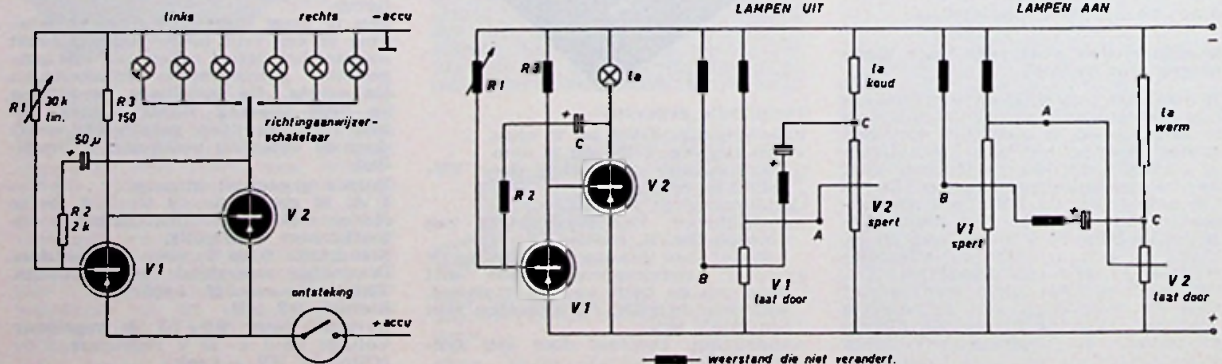 links
rechts
-accu
R1
30k
lin.
R3
150
richtingaanwijzer-
schakelaar
50µ
+
R2
2k
V2
V1
ontsteking
+accu
R1
R3
la
+
C
R2
V2
V1
LAMPEN UIT
la
koud
C
+
V2
spert
A
B
V1
laat door
LAMPEN AAN
la
warm
A
B
V1
spert
+
C
V2
laat door
-
+
weerstand die niet verandert.